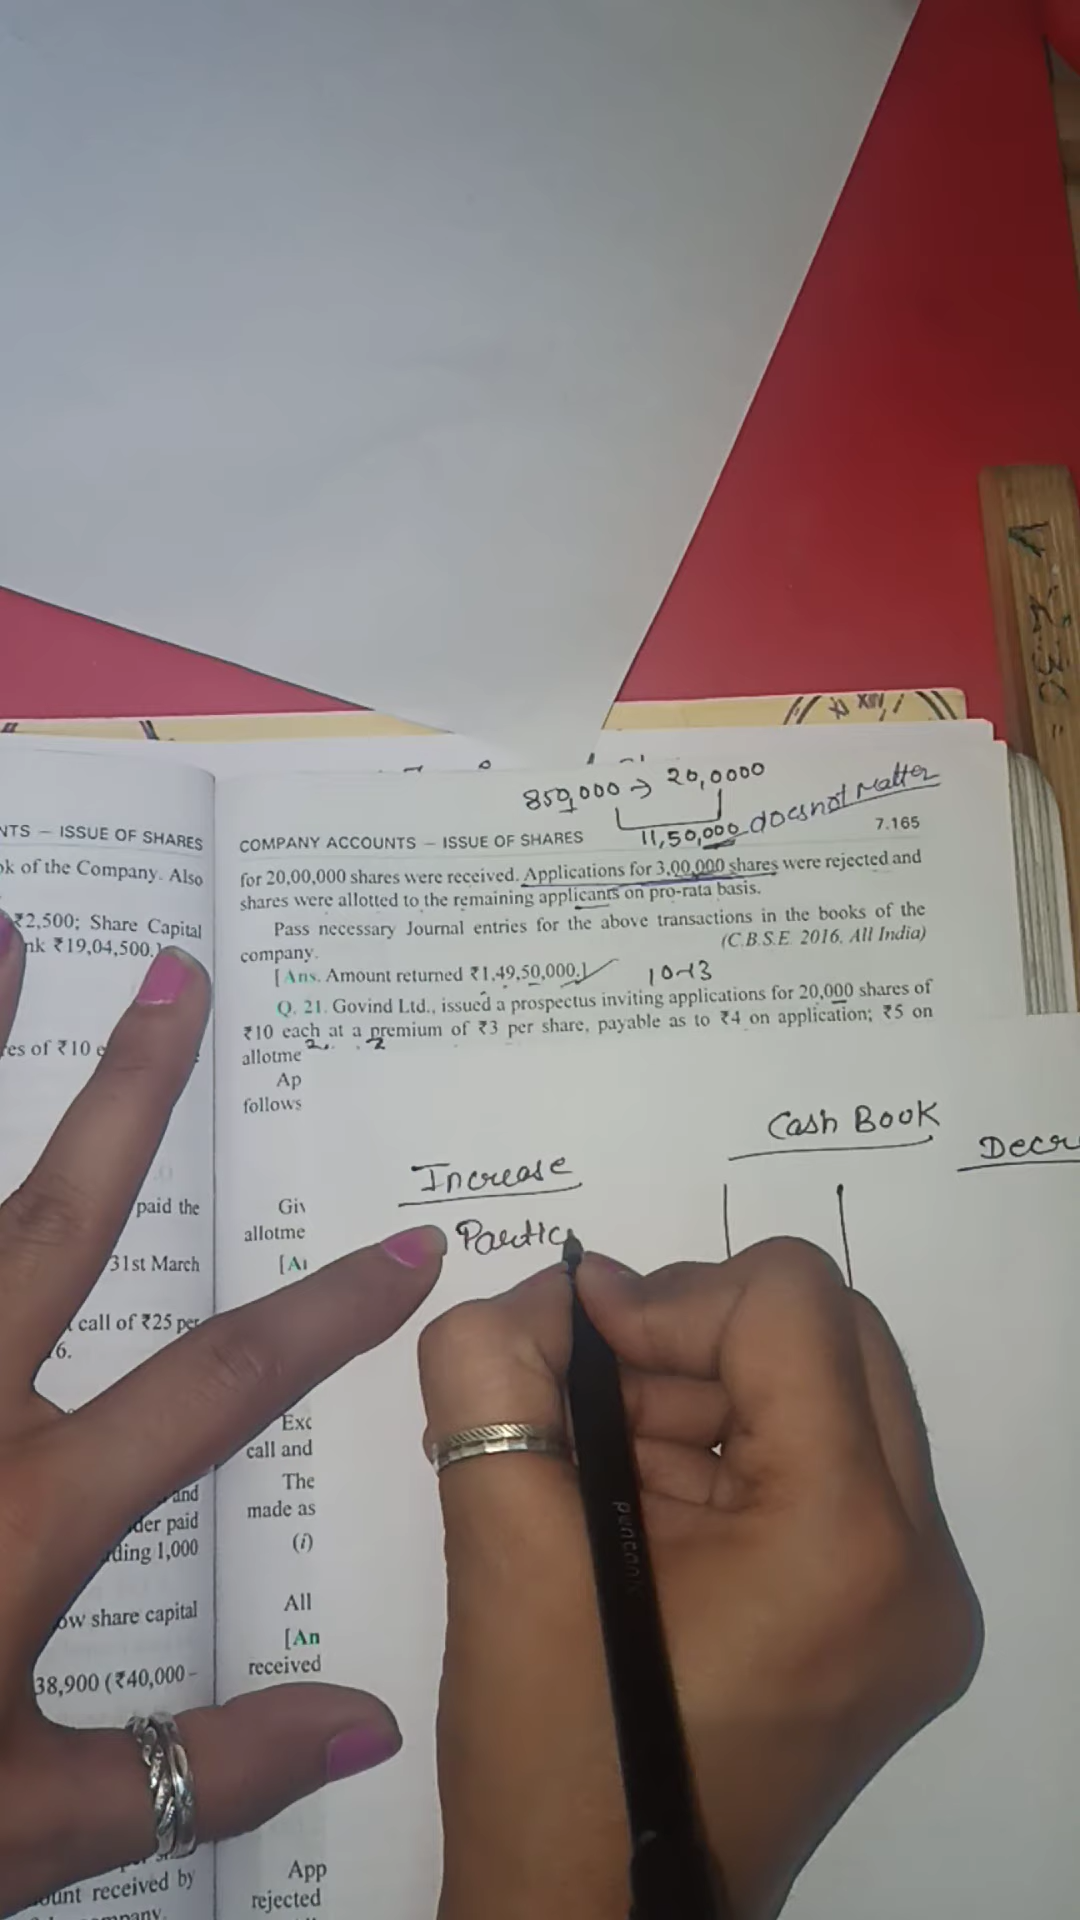 850,000 → 20,0000
11,50,000 does not Matter
NTS – ISSUE OF SHARES
ok of the Company. Also
₹2,500; Share Capital
nk ₹19,04,500.]
res of ₹10 e
paid the
31st March
call of ₹25 per
6.
and
der paid
ding 1,000
ow share capital
38,900 (₹40,000 –
ount received by
COMPANY ACCOUNTS – ISSUE OF SHARES
7.165
for 20,00,000 shares were received. Applications for 3,00,000 shares were rejected and
shares were allotted to the remaining applicants on pro-rata basis.
Pass necessary Journal entries for the above transactions in the books of the
company.
(C.B.S.E. 2016, All India)
[Ans. Amount returned ₹1,49,50,000.]
10+3
Q. 21. Govind Ltd., issued a prospectus inviting applications for 20,000 shares of
₹10 each at a premium of ₹3 per share, payable as to ₹4 on application; ₹5 on
allotme
Ap
follows
Giv
allotme
Exc
call and
The
made as
(i)
All
[An
received
App
rejected
Cash Book
Increase
Decre
Partic
pentonic